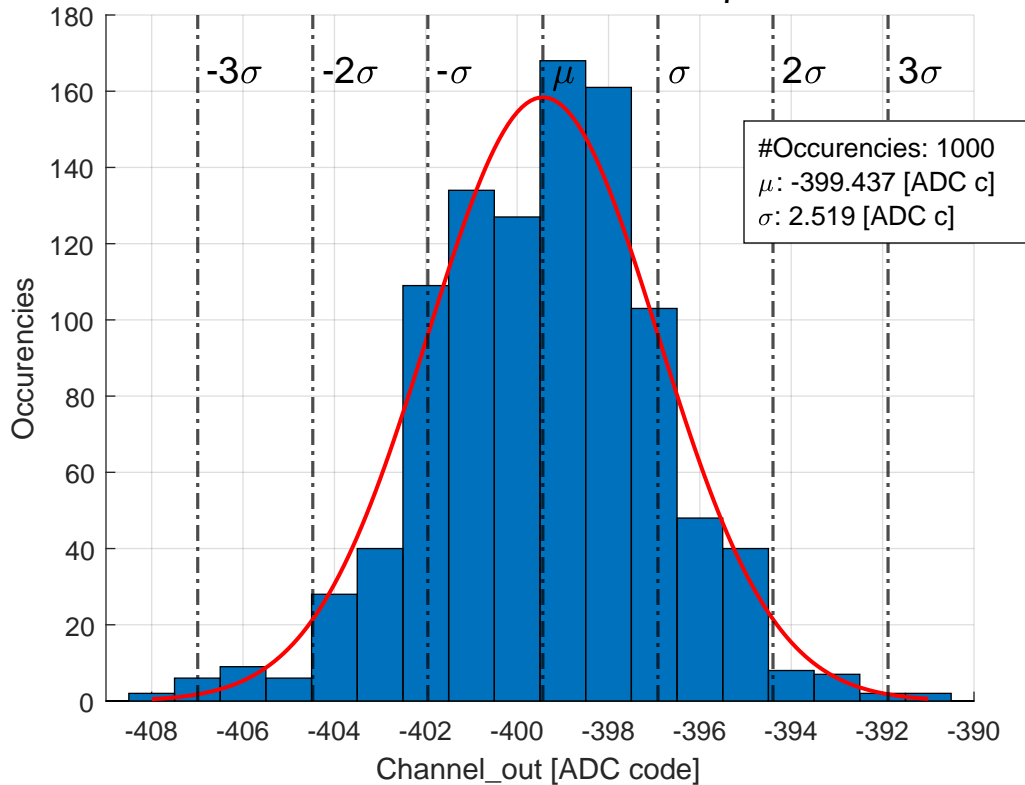 180
160
140
120
100
80
60
40
20
0
Occurencies
-3σ -2σ -σ μ σ 2σ 3σ
#Occurencies: 1000
μ: -399.437 [ADC c]
σ: 2.519 [ADC c]
-408 -406 -404 -402 -400 -398 -396 -394 -392 -390
Channel_out [ADC code]